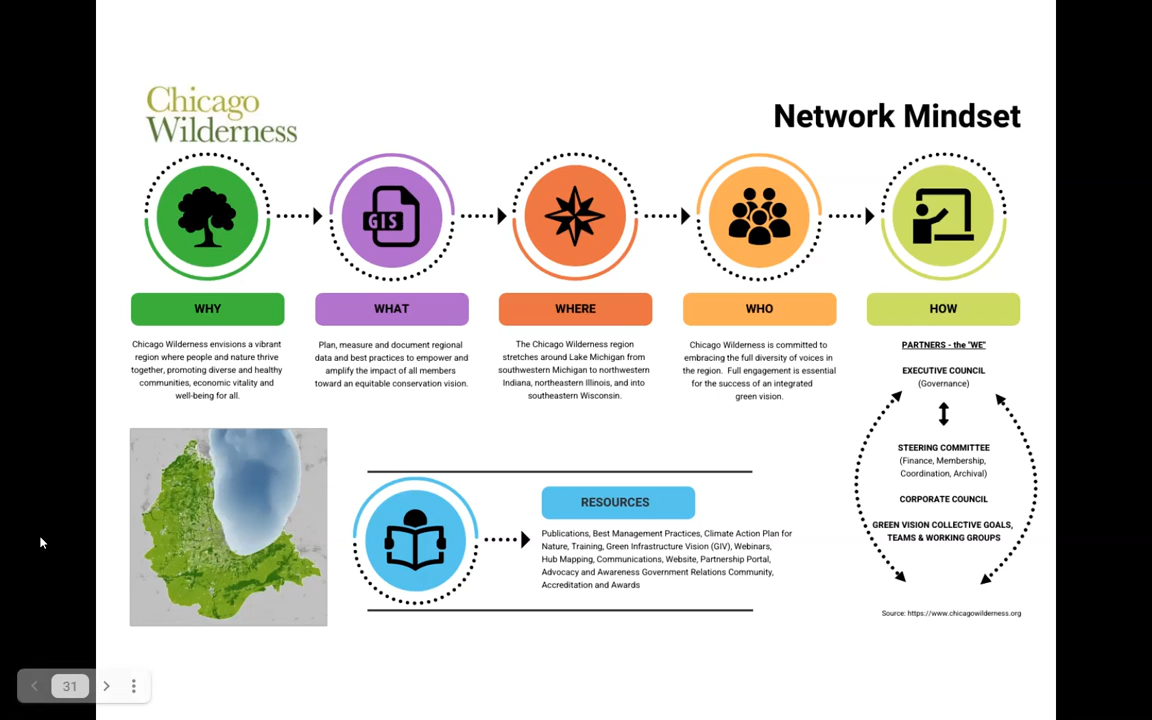 Chicago
Wilderness
Network Mindset
GIS
WHY
WHAT
WHERE
WHO
HOW
Chicago Wilderness envisions a vibrant
region where people and nature thrive
together, promoting diverse and healthy
communities, economic vitality and
well-being for all.
Plan, measure and document regional
data and best practices to empower and
amplify the impact of all members
toward an equitable conservation vision.
The Chicago Wilderness region
stretches around Lake Michigan from
southwestern Michigan to northwestern
Indiana, northeastern Illinois, and into
southeastern Wisconsin.
Chicago Wilderness is committed to
embracing the full diversity of voices in
the region. Full engagement is essential
for the success of an integrated
green vision.
PARTNERS - the "WE"
EXECUTIVE COUNCIL
(Governance)
STEERING COMMITTEE
(Finance, Membership,
Coordination, Archival)
CORPORATE COUNCIL
GREEN VISION COLLECTIVE GOALS,
TEAMS & WORKING GROUPS
RESOURCES
Publications, Best Management Practices, Climate Action Plan for
Nature, Training, Green Infrastructure Vision (GIV), Webinars,
Hub Mapping, Communications, Website, Partnership Portal,
Advocacy and Awareness Government Relations Community,
Accreditation and Awards
Source: https://www.chicagowilderness.org
31